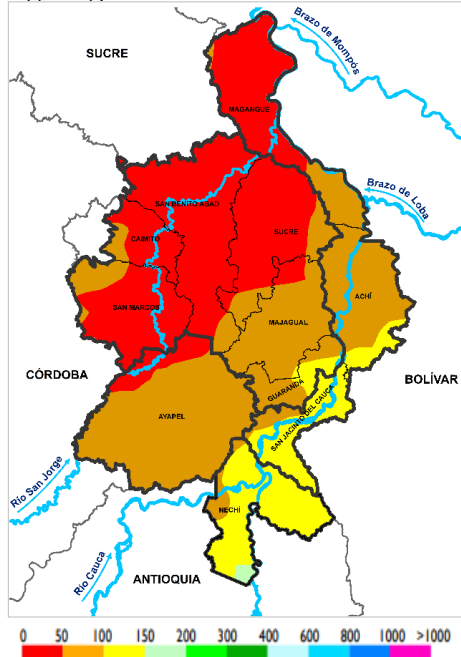 Brazo de Mompós
SUCRE
MAGANGUE
SAN BENITO ABAD
Brazo de Loba
CAIMITO
SUCRE
SAN MARCOS
ACHÍ
MAJAGUAL
CÓRDOBA
BOLÍVAR
GUARANDA
AYAPEL
SAN JACINTO DEL CAUCA
Río San Jorge
NECHÍ
Río Cauca
ANTIOQUIA
0 50 100 150 200 300 400 600 800 1000 >1000